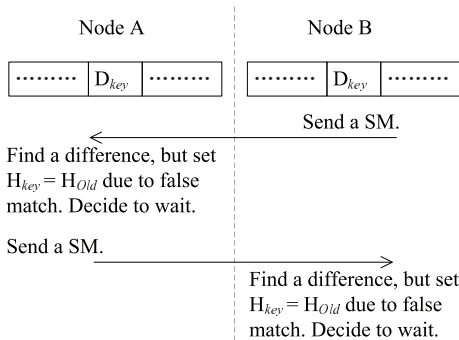 Node A
Node B
......... D_key .........
......... D_key .........
Send a SM.
Find a difference, but set
H_key = H_Old due to false
match. Decide to wait.
Send a SM.
Find a difference, but set
H_key = H_Old due to false
match. Decide to wait.